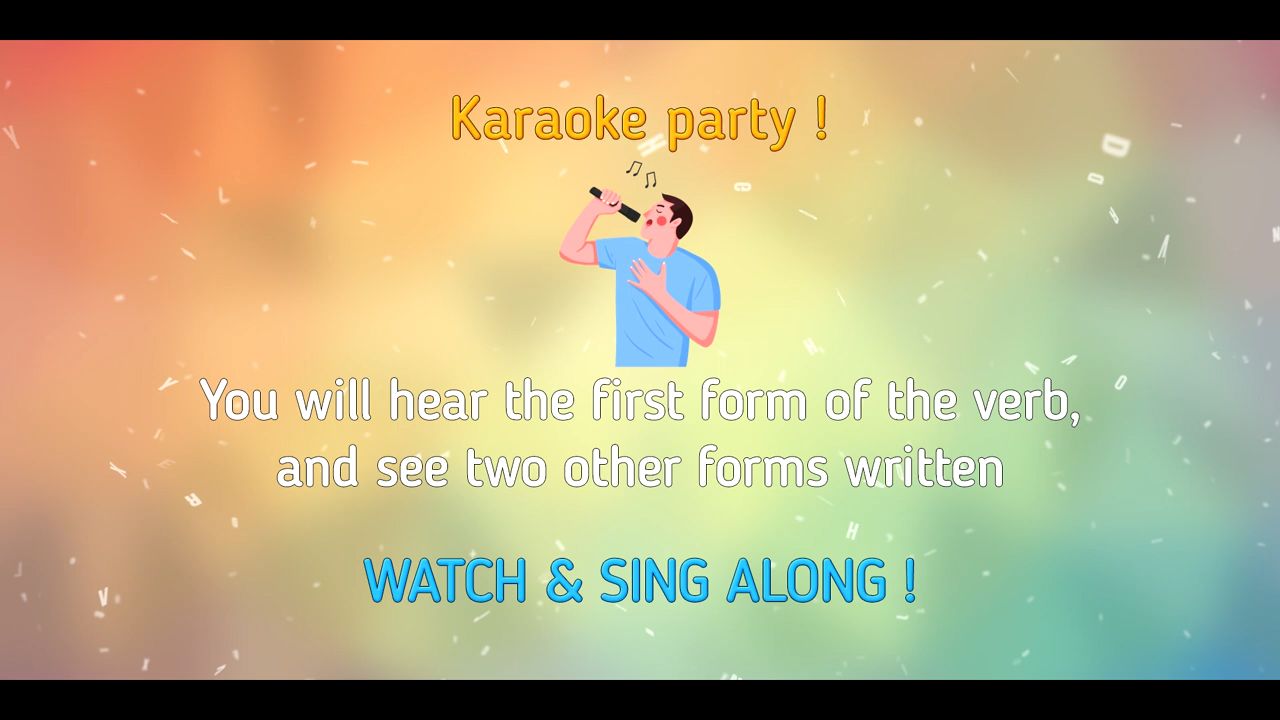 Karaoke party !
You will hear the first form of the verb,
and see two other forms written
WATCH & SING ALONG !